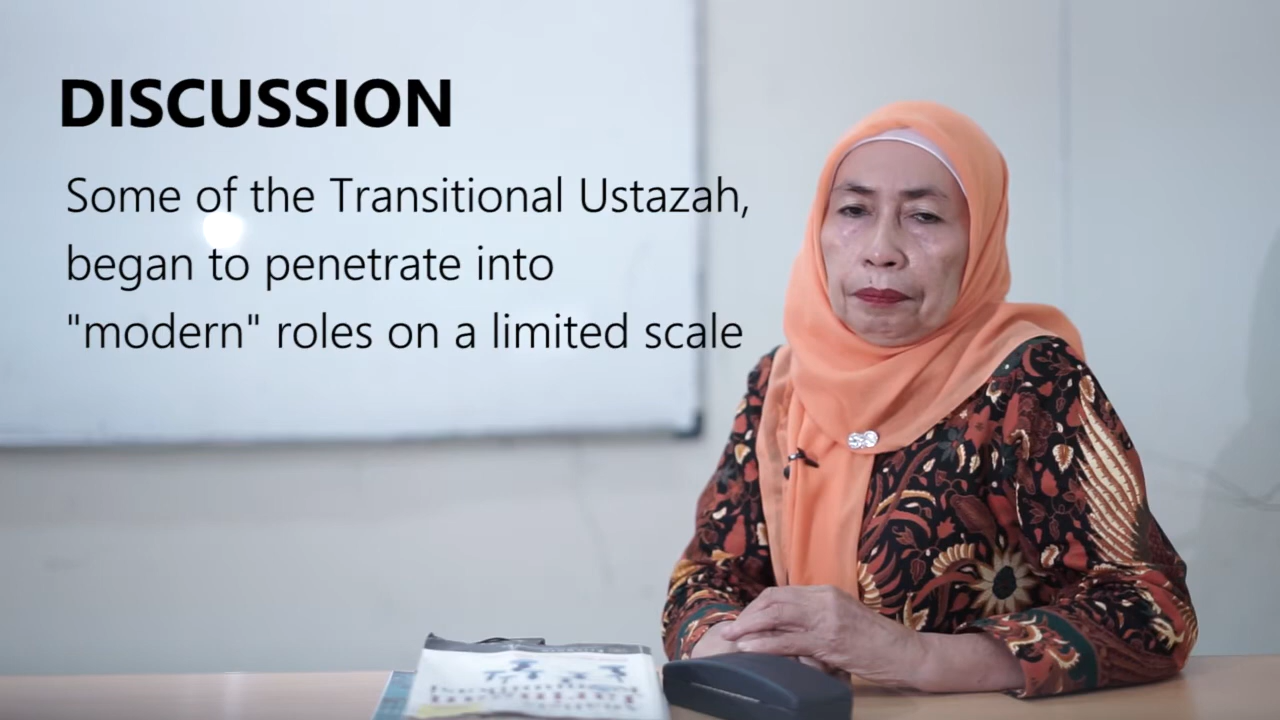 DISCUSSION
Some of the Transitional Ustazah,
began to penetrate into
"modern" roles on a limited scale